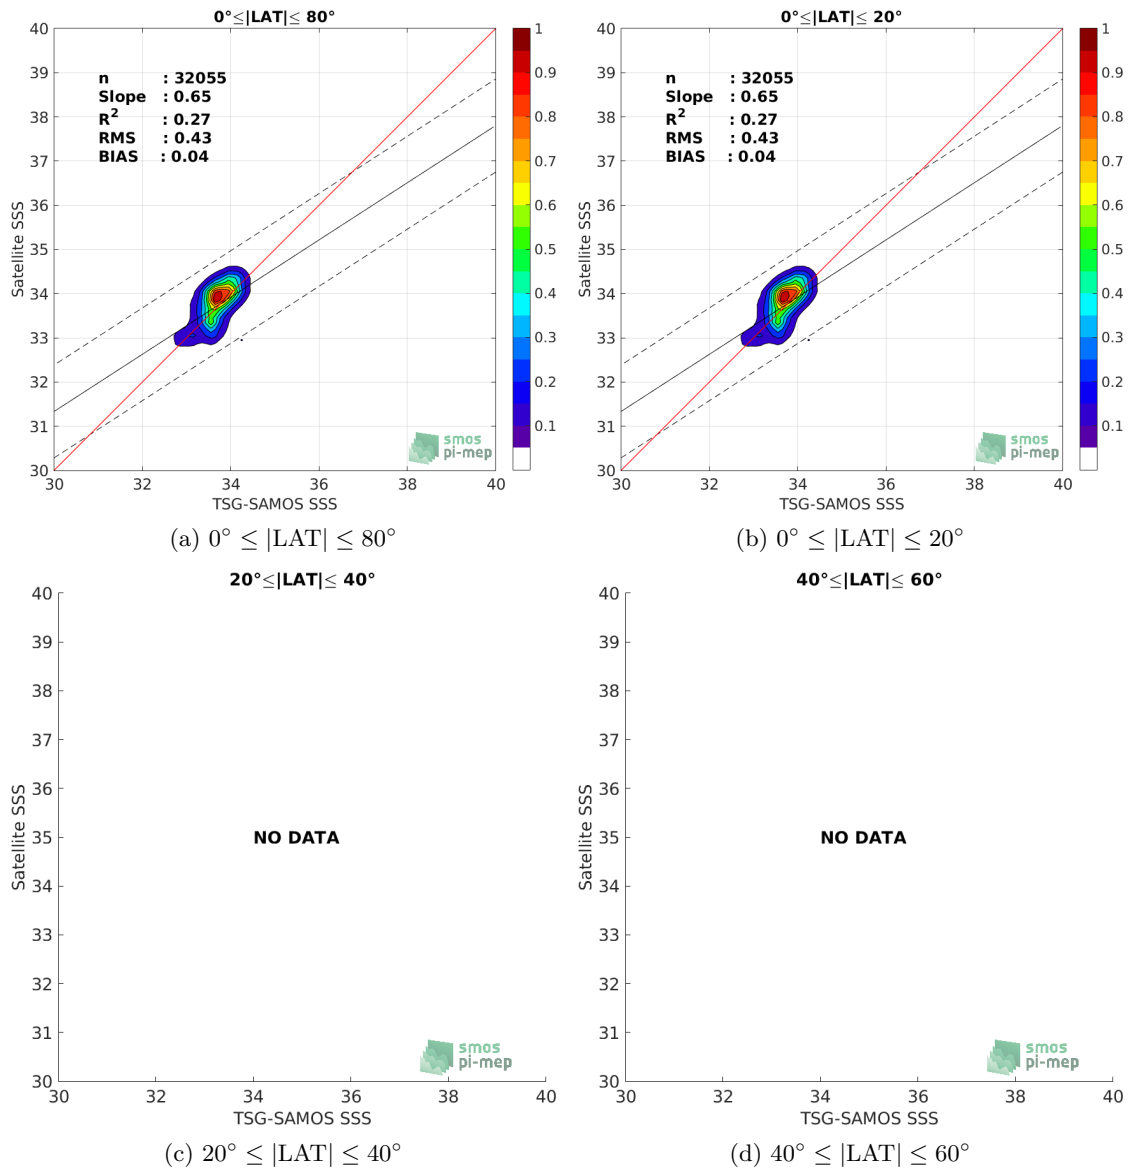 0°≤|LAT|≤ 80°
40
39
38
37
36
35
34
33
32
31
30
Satellite SSS
n : 32055
Slope : 0.65
R² : 0.27
RMS : 0.43
BIAS : 0.04
1
0.9
0.8
0.7
0.6
0.5
0.4
0.3
0.2
0.1
smos
pi-mep
30 32 34 36 38 40
TSG-SAMOS SSS
(a) 0° ≤ |LAT| ≤ 80°
0°≤|LAT|≤ 20°
40
39
38
37
36
35
34
33
32
31
30
Satellite SSS
n : 32055
Slope : 0.65
R² : 0.27
RMS : 0.43
BIAS : 0.04
1
0.9
0.8
0.7
0.6
0.5
0.4
0.3
0.2
0.1
smos
pi-mep
30 32 34 36 38 40
TSG-SAMOS SSS
(b) 0° ≤ |LAT| ≤ 20°
20°≤|LAT|≤ 40°
40
39
38
37
36
35
34
33
32
31
30
Satellite SSS
NO DATA
smos
pi-mep
30 32 34 36 38 40
TSG-SAMOS SSS
(c) 20° ≤ |LAT| ≤ 40°
40°≤|LAT|≤ 60°
40
39
38
37
36
35
34
33
32
31
30
Satellite SSS
NO DATA
smos
pi-mep
30 32 34 36 38 40
TSG-SAMOS SSS
(d) 40° ≤ |LAT| ≤ 60°